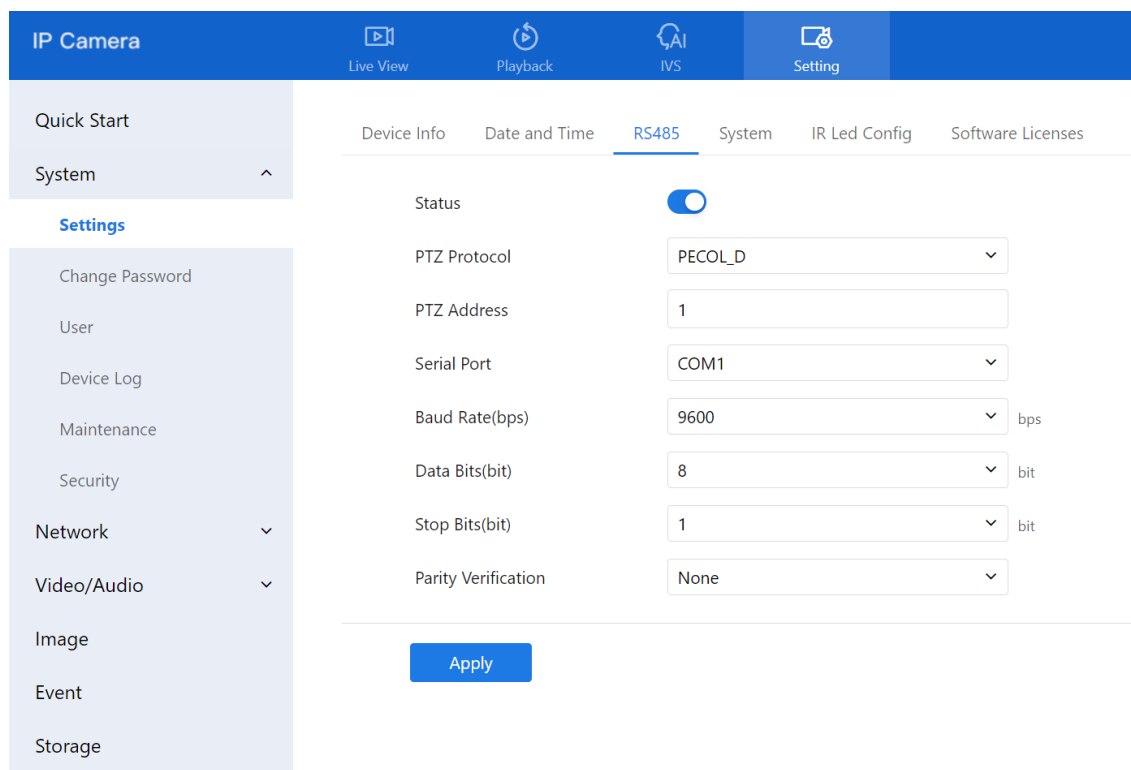 IP Camera
Live View
Playback
AI
IVS
Setting
Quick Start
System
Settings
Change Password
User
Device Log
Maintenance
Security
Network
Video/Audio
Image
Event
Storage
Device Info Date and Time RS485 System IR Led Config Software Licenses
Status
PTZ Protocol PECOL_D
PTZ Address 1
Serial Port COM1
Baud Rate(bps) 9600 bps
Data Bits(bit) 8 bit
Stop Bits(bit) 1 bit
Parity Verification None
Apply